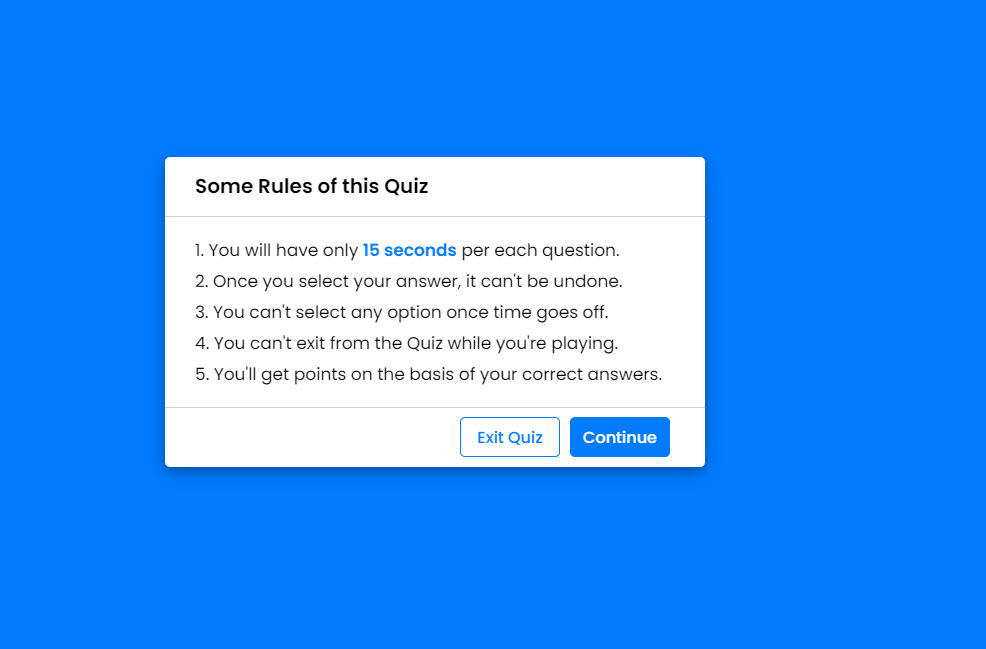 Some Rules of this Quiz
1. You will have only 15 seconds per each question.
2. Once you select your answer, it can't be undone.
3. You can't select any option once time goes off.
4. You can't exit from the Quiz while you're playing.
5. You'll get points on the basis of your correct answers.
Exit Quiz Continue